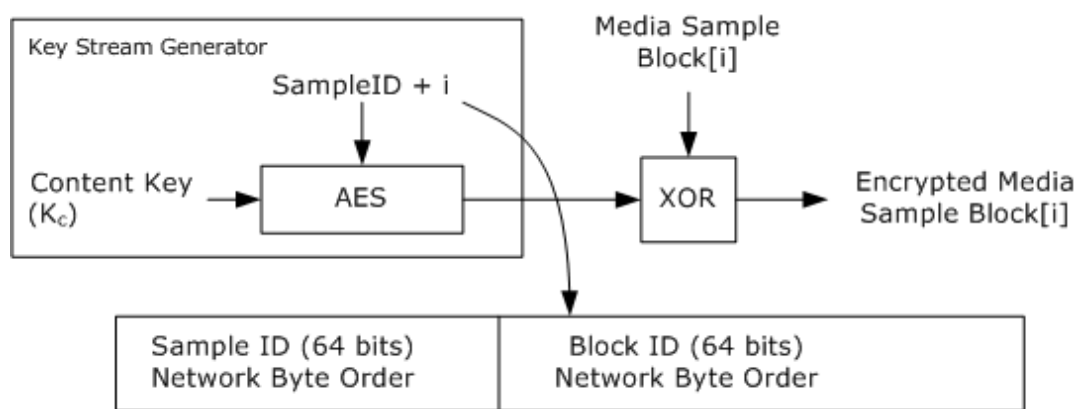 Key Stream Generator
SampleID + i
Media Sample
Block[i]
Content Key
(Kc)
AES
XOR
Encrypted Media
Sample Block[i]
Sample ID (64 bits)
Network Byte Order
Block ID (64 bits)
Network Byte Order